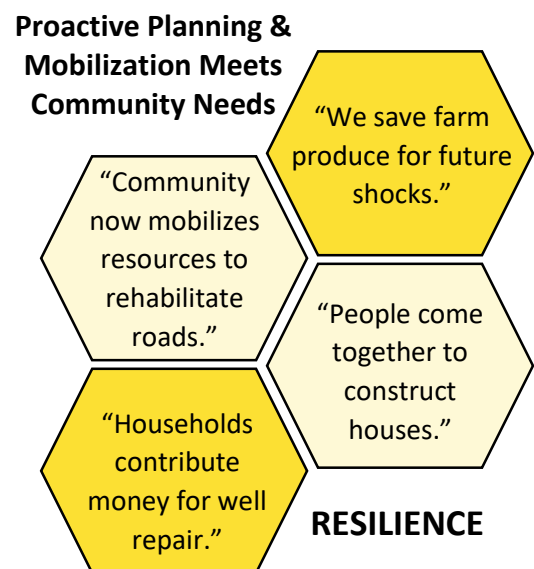 Proactive Planning &
Mobilization Meets
Community Needs
“We save farm
produce for future
shocks.”
“Community
now mobilizes
resources to
rehabilitate
roads.”
“People come
together to
construct
houses.”
“Households
contribute
money for well
repair.”
RESILIENCE